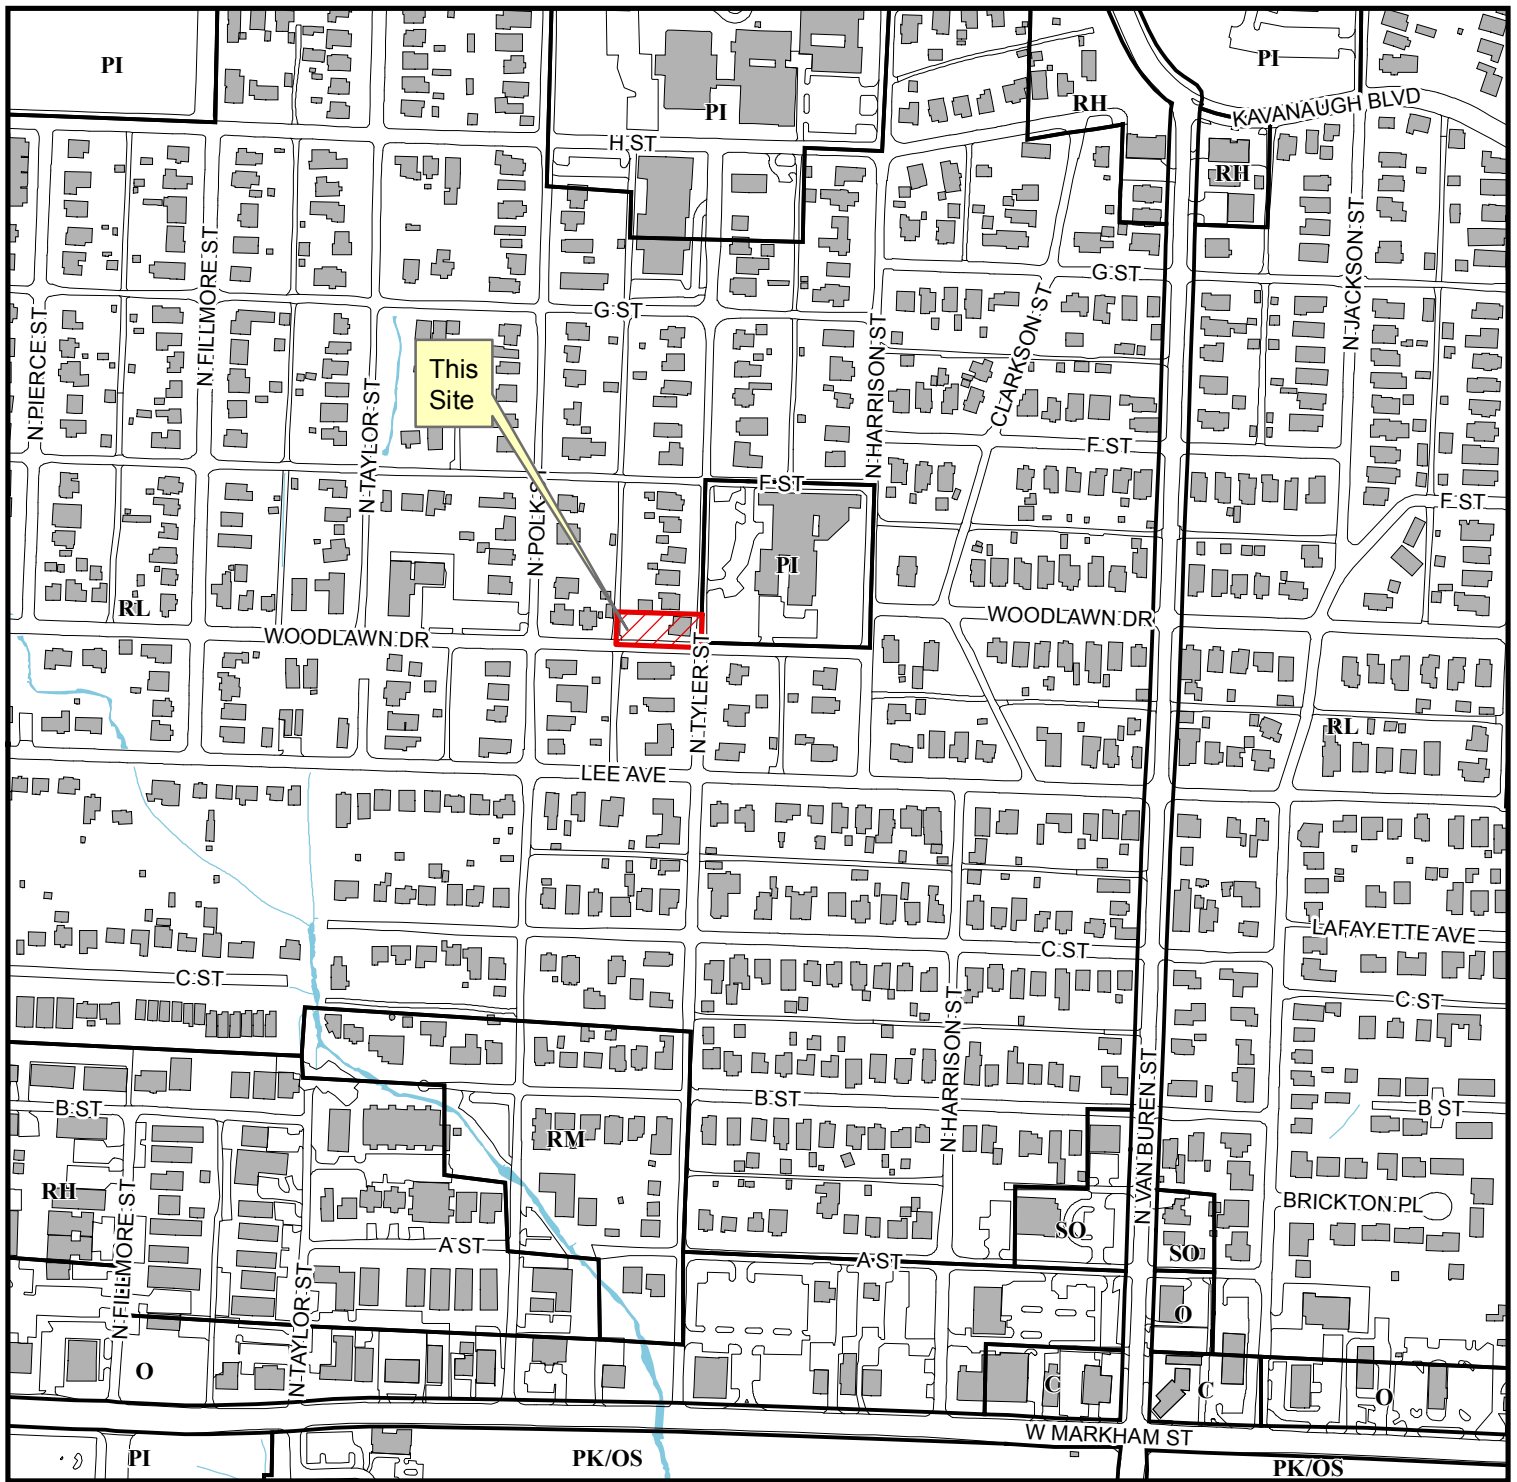 PI
PI
PI
KAVANAUGH BLVD
RH
H ST
RH
N FILLMORE ST
N JACKSON ST
G ST
G ST
N PIERCE ST
N HARRISON ST
CLARKSON ST
This
Site
N TAYLOR ST
F ST
F ST
F ST
N POLK S
PI
RL
WOODLAWN DR
WOODLAWN DR
N TYLER ST
RL
LEE AVE
LAFAYETTE AVE
C ST
C ST
C ST
N HARRISON ST
B ST
B ST
B ST
N VAN BUREN ST
RM
RH
BRICKTON PL
N FILLMORE ST
SO
SO
A ST
A ST
N TAYLOR ST
O
O
C
C
O
W MARKHAM ST
PI
PK/OS
PK/OS